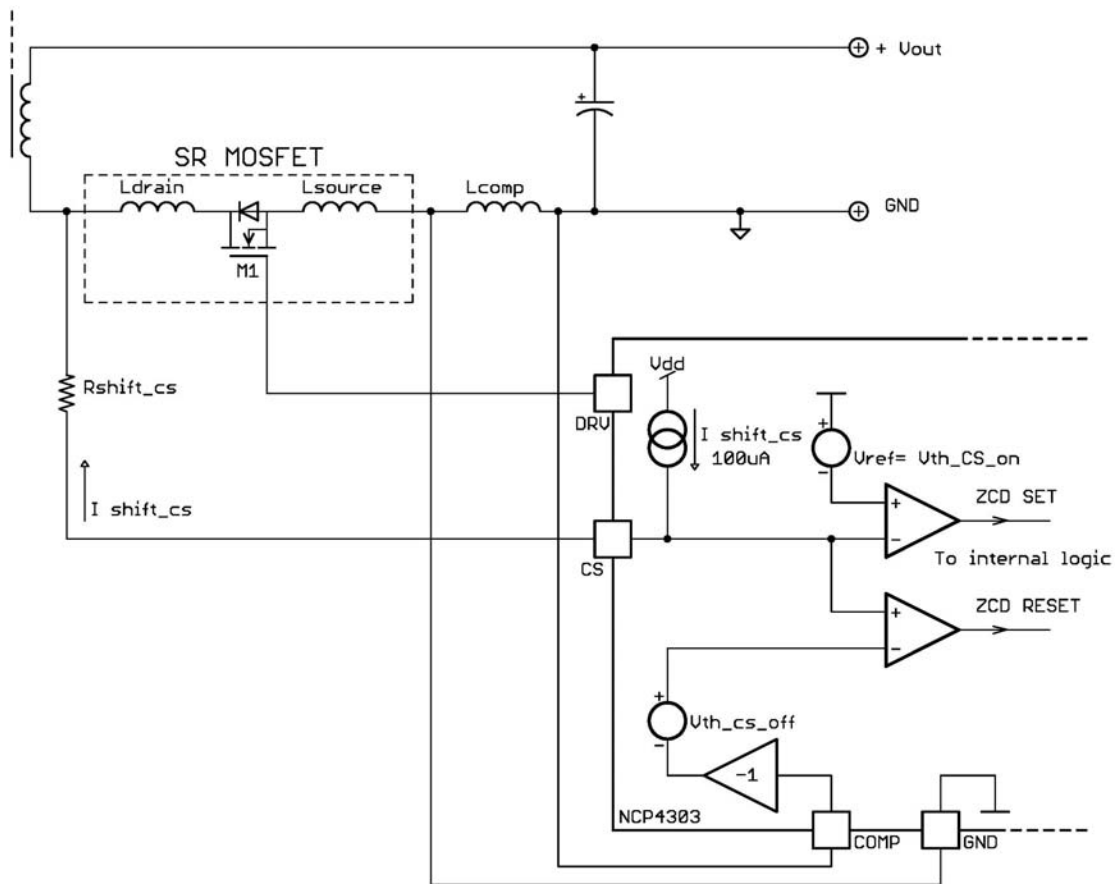 + Vout
+
SR MOSFET
Ldrain
Lsource
Lcomp
GND
M1
Rshift_cs
I shift_cs
DRV
Vdd
I shift_cs
100uA
+
-
Vref= Vth_CS_on
+
-
ZCD SET
To internal logic
CS
+
-
ZCD RESET
+
-
Vth_cs_off
-1
NCP4303
COMP
GND